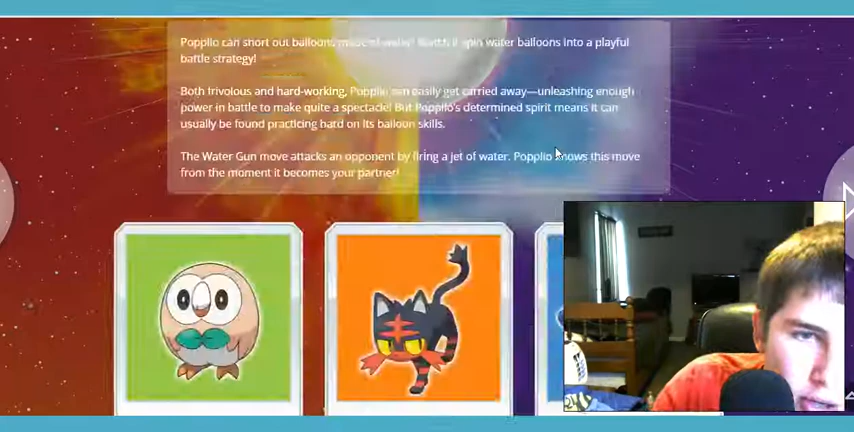 Popplio can snort out balloons made of water! Watch it spin water balloons into a playful
battle strategy!
Both frivolous and hard-working, Popplio can easily get carried away—unleashing enough
power in battle to make quite a spectacle! But Popplio's determined spirit means it can
usually be found practicing hard on its balloon skills.
The Water Gun move attacks an opponent by firing a jet of water. Popplio knows this move
from the moment it becomes your partner!